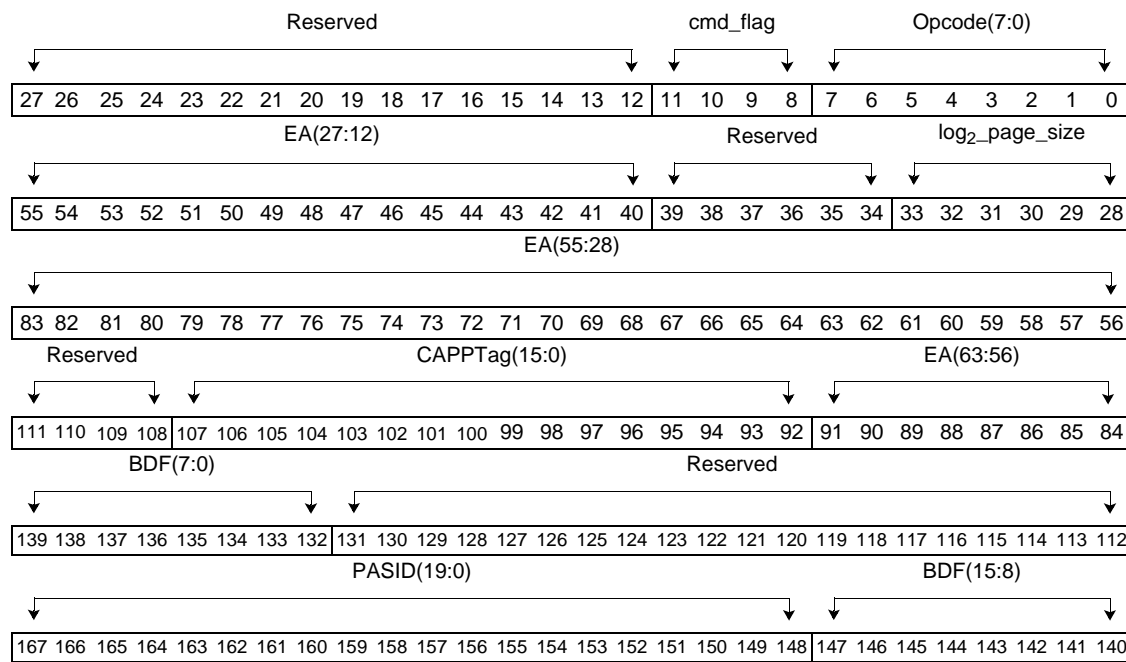 Reserved cmd_flag Opcode(7:0)
27 26 25 24 23 22 21 20 19 18 17 16 15 14 13 12 11 10 9 8 7 6 5 4 3 2 1 0
EA(27:12) Reserved log₂_page_size
55 54 53 52 51 50 49 48 47 46 45 44 43 42 41 40 39 38 37 36 35 34 33 32 31 30 29 28
EA(55:28)
83 82 81 80 79 78 77 76 75 74 73 72 71 70 69 68 67 66 65 64 63 62 61 60 59 58 57 56
Reserved CAPPTag(15:0) EA(63:56)
111 110 109 108 107 106 105 104 103 102 101 100 99 98 97 96 95 94 93 92 91 90 89 88 87 86 85 84
BDF(7:0) Reserved
139 138 137 136 135 134 133 132 131 130 129 128 127 126 125 124 123 122 121 120 119 118 117 116 115 114 113 112
PASID(19:0) BDF(15:8)
167 166 165 164 163 162 161 160 159 158 157 156 155 154 153 152 151 150 149 148 147 146 145 144 143 142 141 140